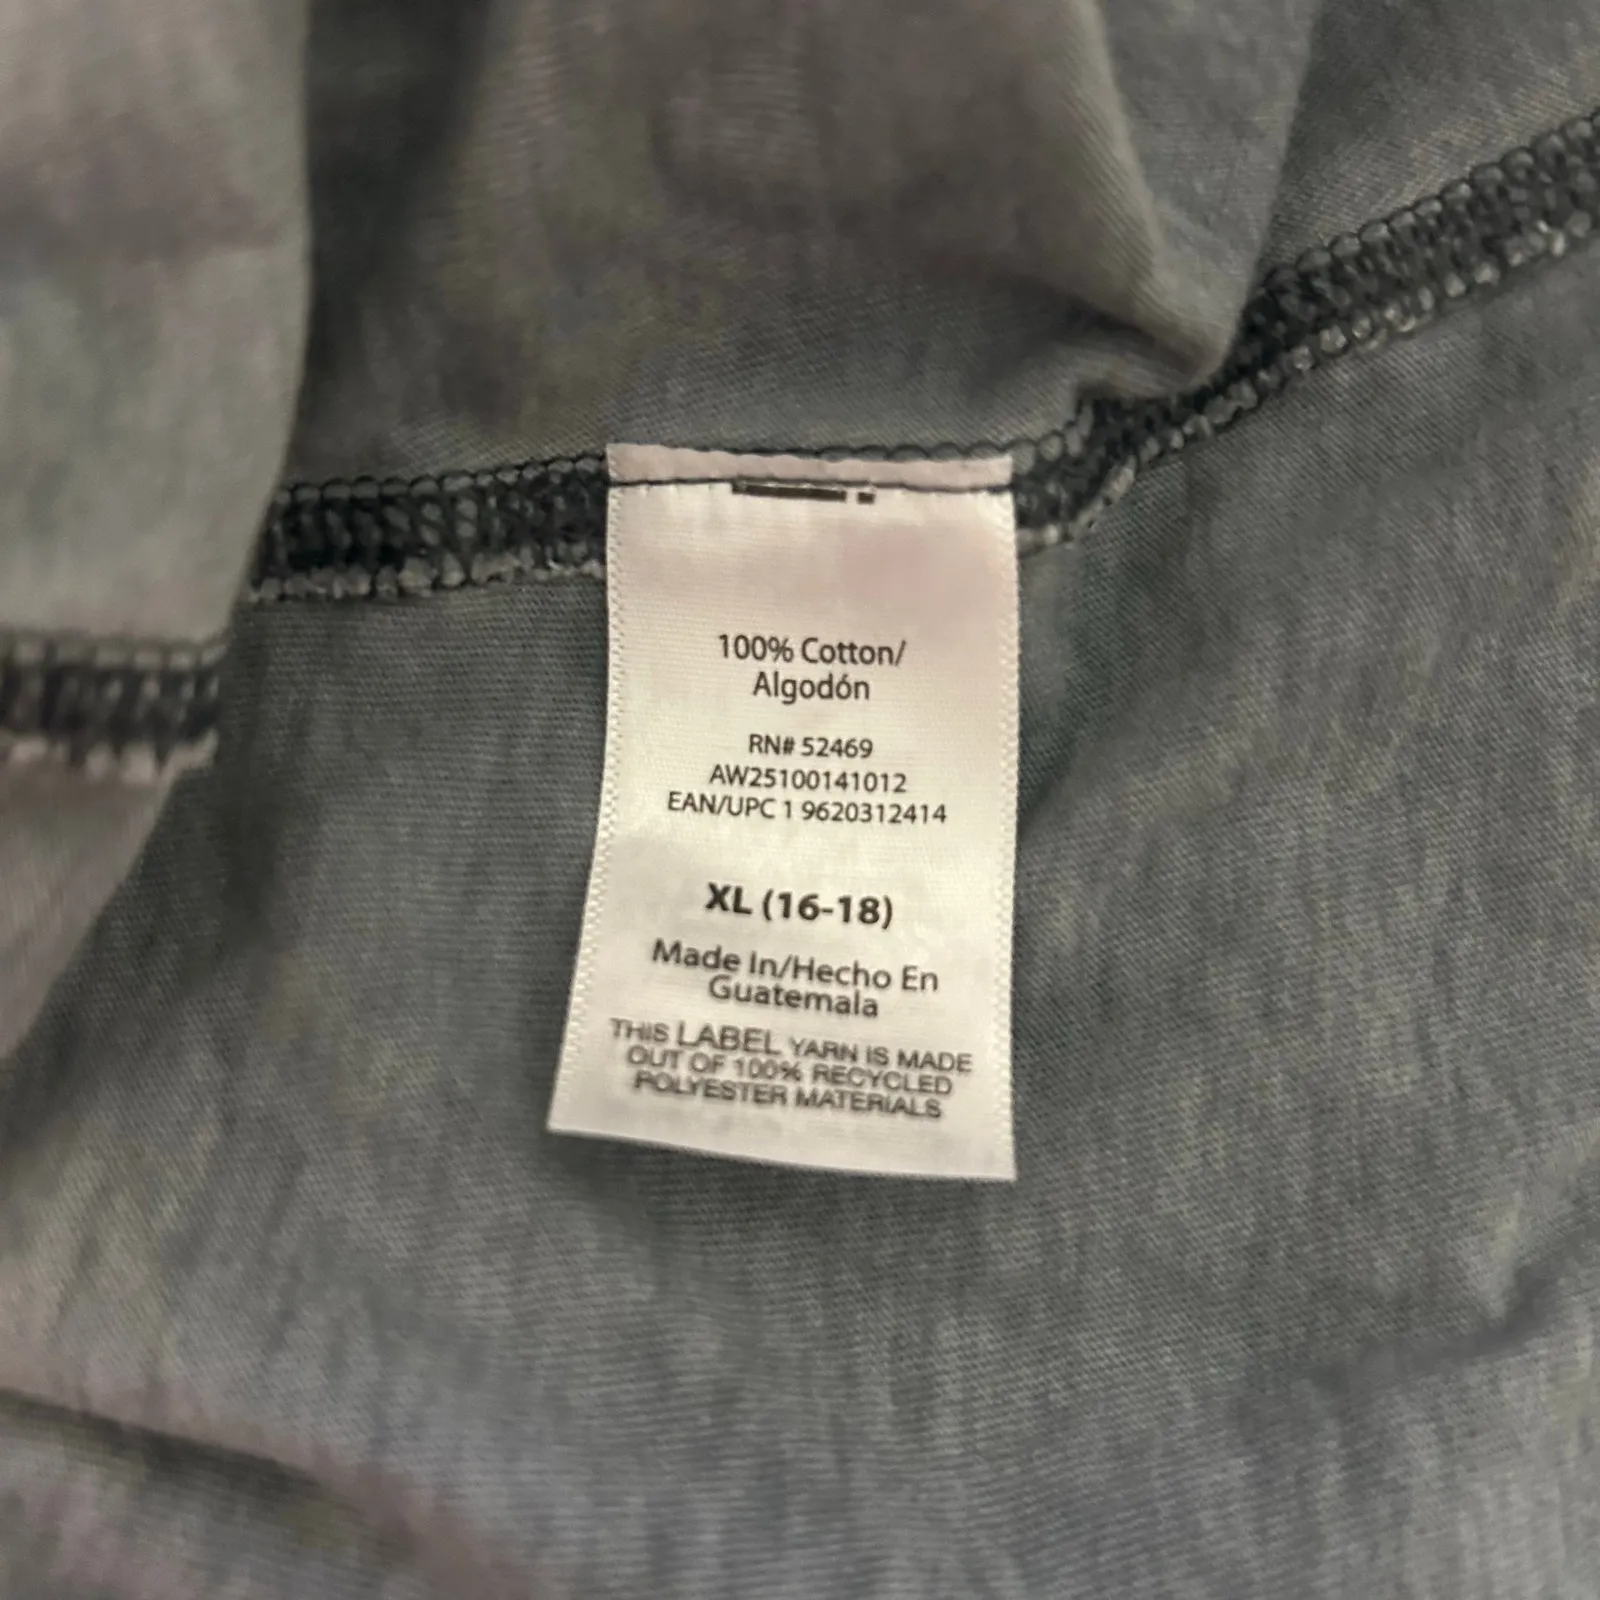 100% Cotton/
Algodón
RN# 52469
AW25100141012
EAN/UPC 1 9620312414
XL (16-18)
Made In/Hecho En
Guatemala
THIS LABEL YARN IS MADE
OUT OF 100% RECYCLED
POLYESTER MATERIALS